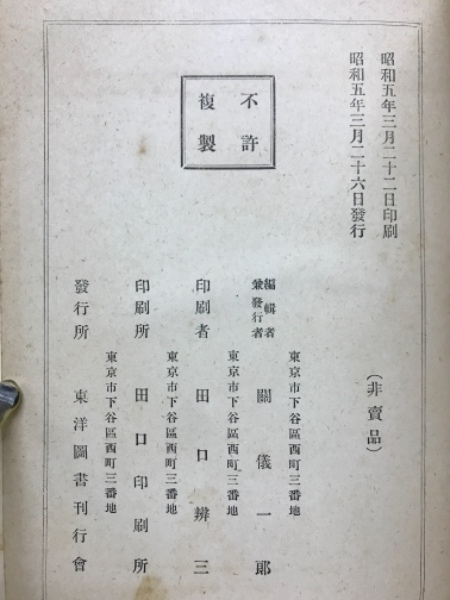 昭和五年三月二十二日印刷
昭和五年三月二十六日發行
不許
複製
(非賣品)
東京市下谷區西町三番地
編輯者
兼發行者
關儀一郎
東京市下谷區西町三番地
印刷者 田口辨三
東京市下谷區西町三番地
印刷所 田口印刷所
東京市下谷區西町三番地
發行所 東洋圖書刊行會